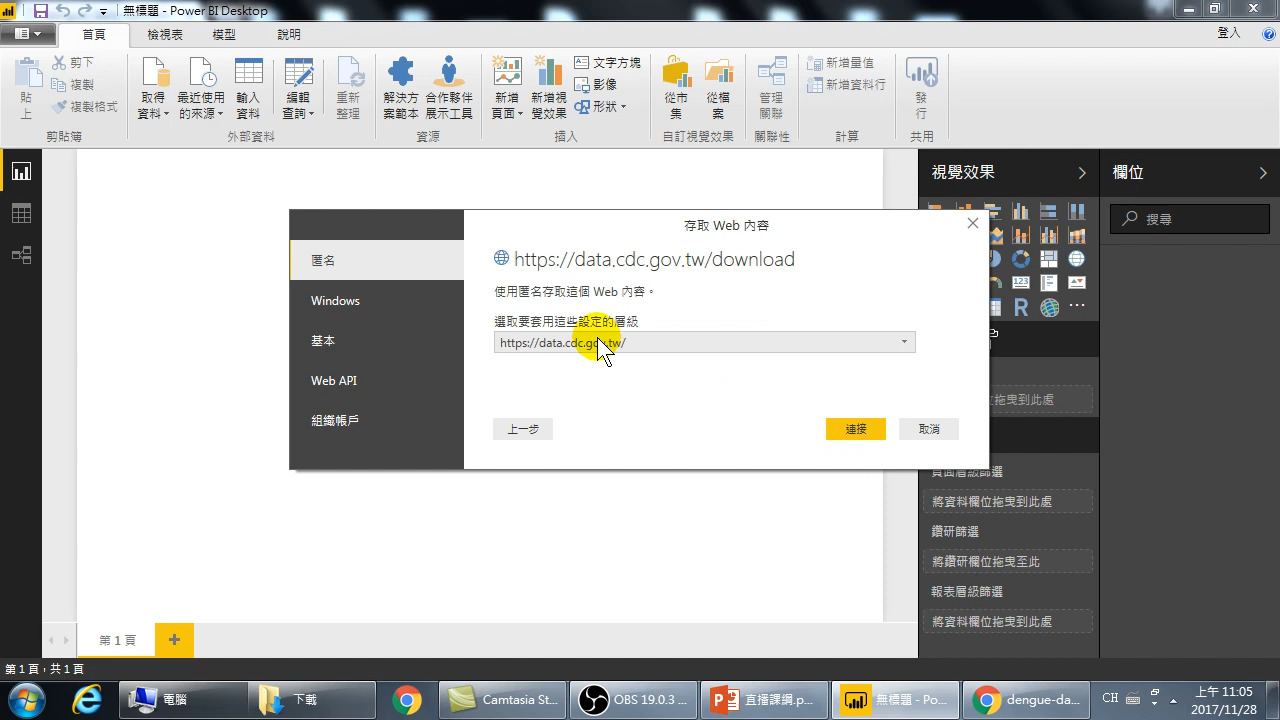 無標題 - Power BI Desktop
首頁
檢視表
模型
說明
登入
貼上
剪下
複製
複製格式
剪貼簿
取得資料
最近使用的來源
輸入資料
編輯查詢
外部資料
重新整理
解決方案範本
合作夥伴展示工具
資源
新增頁面
新增視覺效果
文字方塊
影像
形狀
插入
從市集
從檔案
自訂視覺效果
管理關聯
關聯性
新增量值
新增資料行
計算
發行
共用
視覺效果
欄位
搜尋
存取 Web 內容
匿名
Windows
基本
Web API
組織帳戶
https://data.cdc.gov.tw/download
使用匿名存取這個 Web 內容。
選取要套用這些設定的層級
https://data.cdc.gov.tw/
上一步
連接
取消
123
R
位拖曳到此處
頁面層級篩選
將資料欄位拖曳到此處
鑽研篩選
將鑽研欄位拖曳至此
報表層級篩選
將資料欄位拖曳到此處
第 1 頁
第 1 頁，共 1 頁
電腦
下載
Camtasia St...
OBS 19.0.3 ...
直播課綱.p...
無標題 - Po...
dengue-da...
CH
上午 11:05
2017/11/28